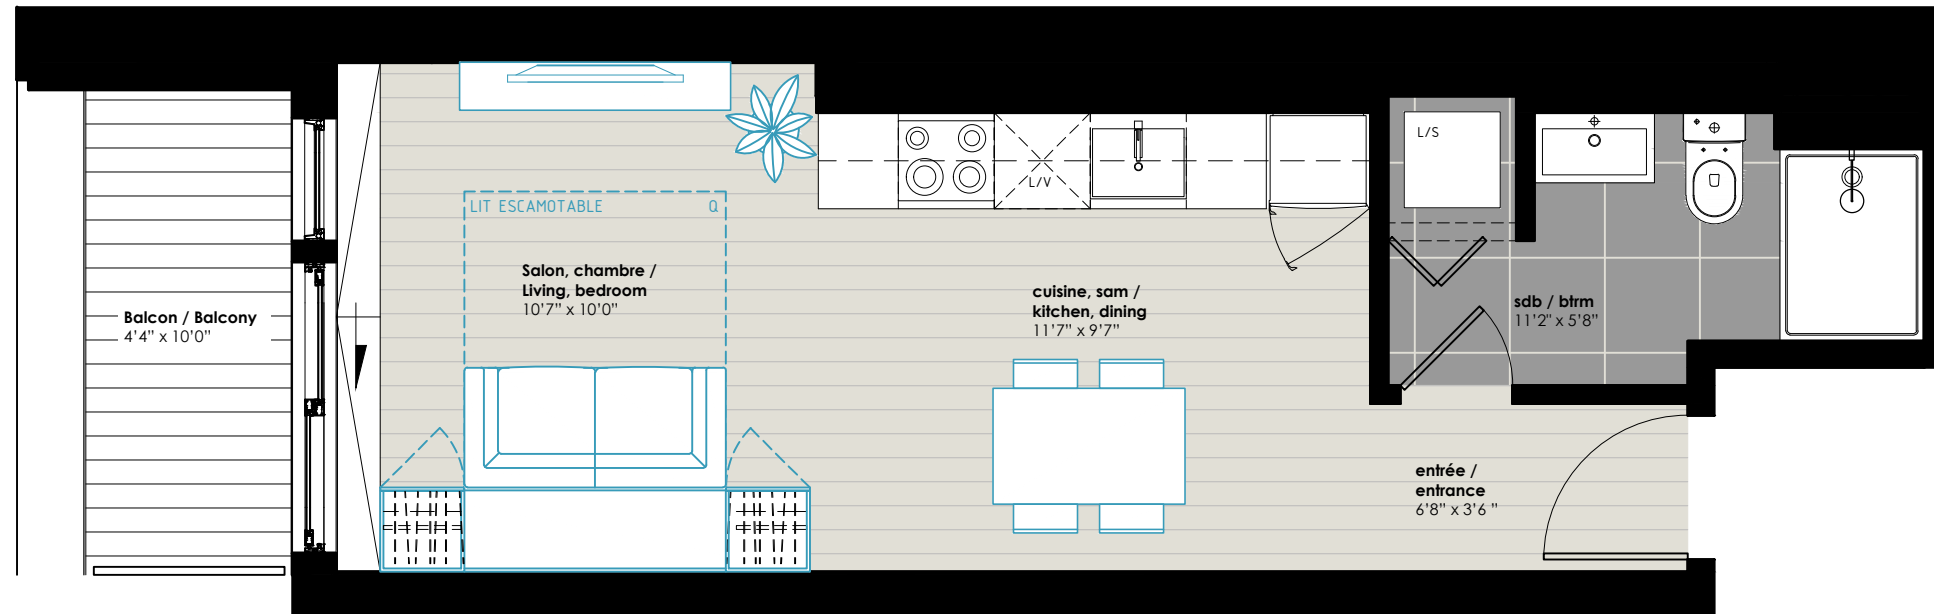 L/S
L/V
LIT ESCAMOTABLE Q
Salon, chambre /
Living, bedroom
10'7" x 10'0"
Balcon / Balcony
4'4" x 10'0"
cuisine, sam /
kitchen, dining
11'7" x 9'7"
sdb / btrm
11'2" x 5'8"
entrée /
entrance
6'8" x 3'6 "